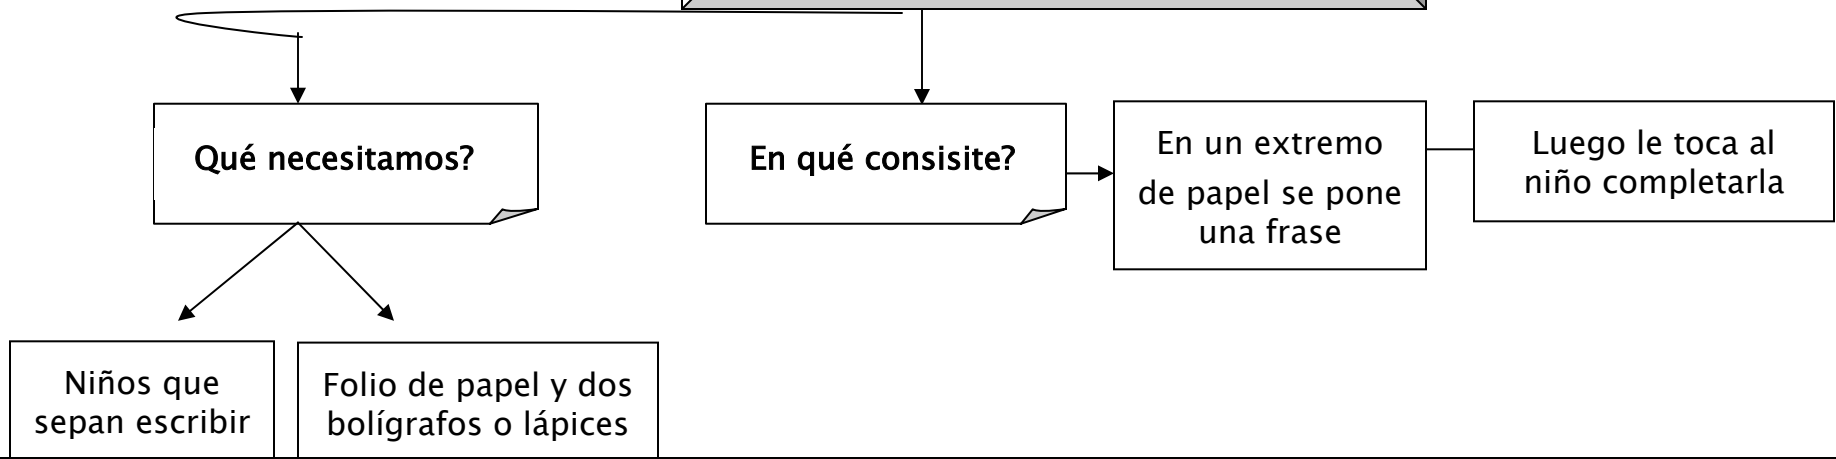 Qué necesitamos?
En qué consisite?
En un extremo
de papel se pone
una frase
Luego le toca al
niño completarla
Niños que
sepan escribir
Folio de papel y dos
bolígrafos o lápices